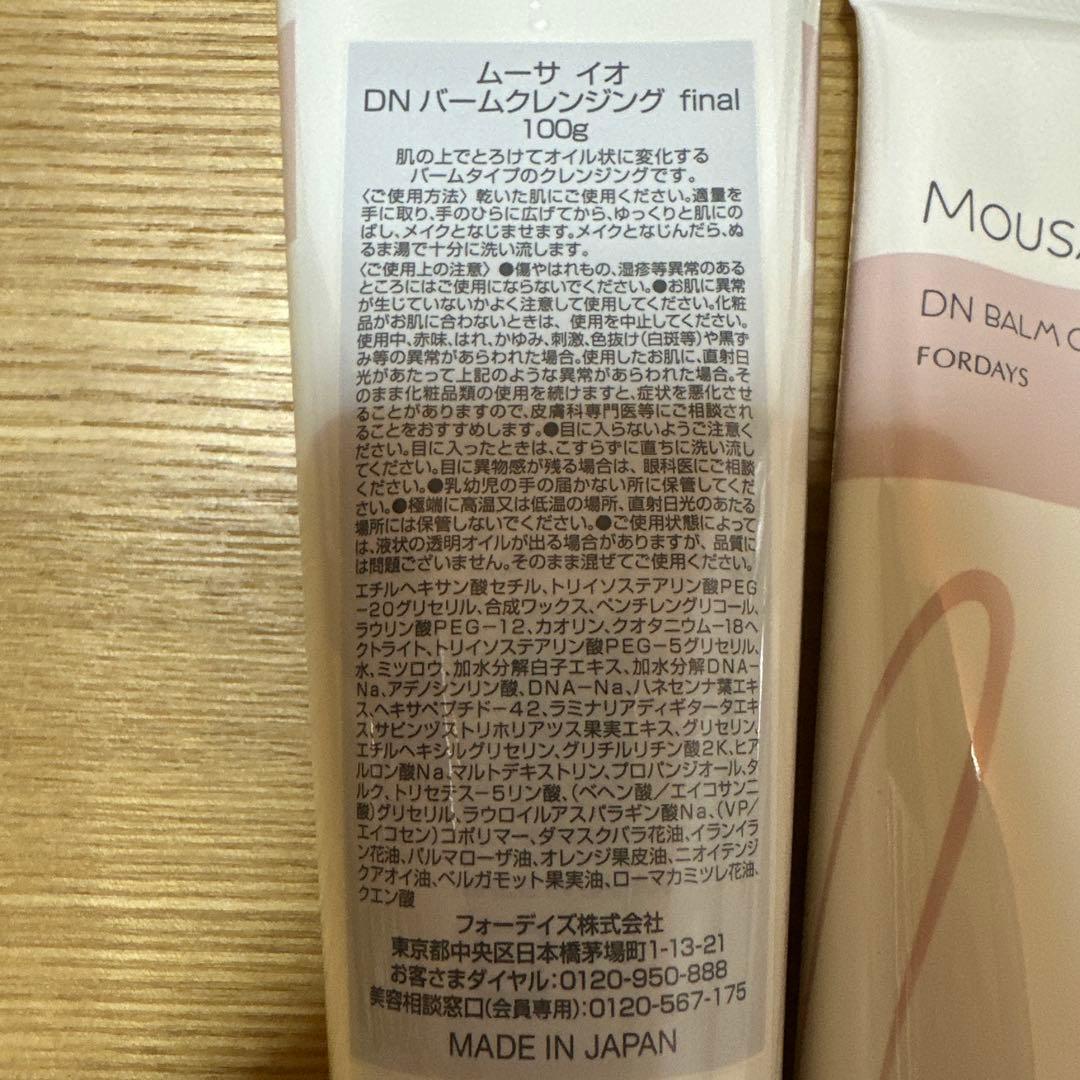 ムーサ イオ
DN バームクレンジング final
100g
肌の上でとろけてオイル状に変化する
バームタイプのクレンジングです。
〈ご使用方法〉乾いた肌にご使用ください。適量を
手に取り、手のひらに広げてから、ゆっくりと肌にの
ばし、メイクとなじませます。メイクとなじんだら、ぬ
るま湯で十分に洗い流します。
〈ご使用上の注意〉●傷やはれもの、湿疹等異常のある
ところにはご使用にならないでください。●お肌に異常
が生じていないかよく注意して使用してください。化粧
品がお肌に合わないときは、使用を中止してください。
使用中、赤味、はれ、かゆみ、刺激、色抜け(白斑等)や黒ず
み等の異常があらわれた場合。使用したお肌に、直射日
光があたって上記のような異常があらわれた場合。そ
のまま化粧品類の使用を続けますと、症状を悪化させ
ることがありますので、皮膚科専門医等にご相談され
ることをおすすめします。●目に入らないようご注意く
ださい。目に入ったときは、こすらずに直ちに洗い流し
てください。目に異物感が残る場合は、眼科医にご相談
ください。●乳幼児の手の届かない所に保管してくだ
さい。●極端に高温又は低温の場所、直射日光のあたる
場所には保管しないでください。●ご使用状態によって
は、液状の透明オイルが出る場合がありますが、品質に
は問題ございません。そのまま混ぜてご使用ください。
エチルヘキサン酸セチル、トリイソステアリン酸PEG
-20グリセリル、合成ワックス、ペンチレングリコール、
ラウリン酸PEG-12、カオリン、クオタニウム-18ヘ
クトライト、トリイソステアリン酸PEG-5グリセリル、
水、ミツロウ、加水分解白子エキス、加水分解DNA-
Na、アデノシンリン酸、DNA-Na、ハネセンナ葉エキ
ス、ヘキサペプチド-42、ラミナリアディギタータエキ
ス、サピンヅストリホリアツス果実エキス、グリセリン、
エチルヘキシルグリセリン、グリチルリチン酸2K、ヒア
ルロン酸Na、マルトデキストリン、プロパンジオール、タ
ルク、トリセテス-5リン酸、(ベヘン酸/エイコサン二
酸)グリセリル、ラウロイルアスパラギン酸Na、(VP/
エイコセン)コポリマー、ダマスクバラ花油、イランイラ
ン花油、パルマローザ油、オレンジ果皮油、ニオイテンジ
クアオイ油、ベルガモット果実油、ローマカミツレ花油、
クエン酸
フォーデイズ株式会社
東京都中央区日本橋茅場町1-13-21
お客さまダイヤル:0120-950-888
美容相談窓口(会員専用):0120-567-175
MADE IN JAPAN
MOUSA
DN BALM C
FORDAYS